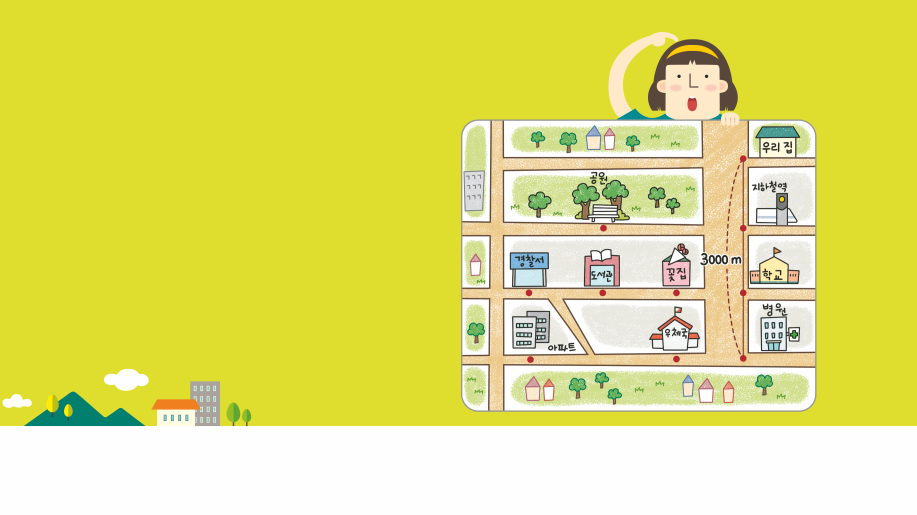 우리 집
지하철역
공원
경찰서
도서관
꽃집
3000 m
학교
아파트
우체국
병원